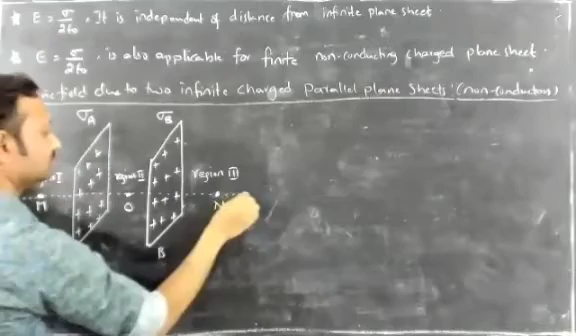 * E = σ/2ε₀ . It is independent of distance from infinite plane sheet .
* E = σ/2ε₀ . is also applicable for finite non-conducting charged plane sheet .
field due to two infinite charged parallel plane sheets (non-conductors)
σA σB
I region II region III
M O N
B